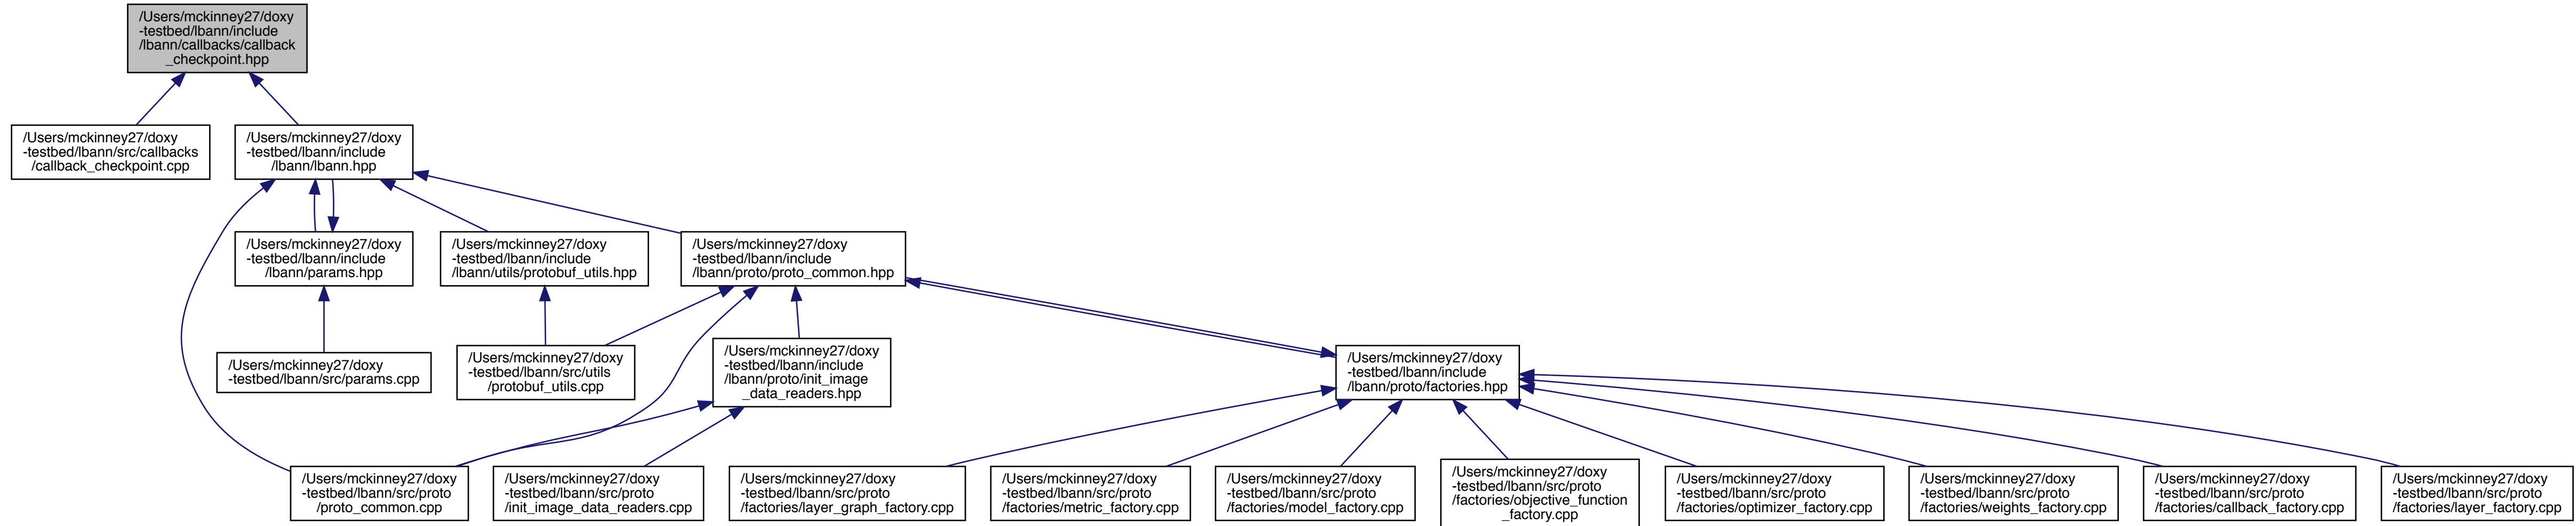 /Users/mckinney27/doxy
-testbed/lbann/include
/lbann/callbacks/callback
_checkpoint.hpp
/Users/mckinney27/doxy
-testbed/lbann/src/callbacks
/callback_checkpoint.cpp
/Users/mckinney27/doxy
-testbed/lbann/include
/lbann/lbann.hpp
/Users/mckinney27/doxy
-testbed/lbann/include
/lbann/params.hpp
/Users/mckinney27/doxy
-testbed/lbann/include
/lbann/utils/protobuf_utils.hpp
/Users/mckinney27/doxy
-testbed/lbann/include
/lbann/proto/proto_common.hpp
/Users/mckinney27/doxy
-testbed/lbann/src/params.cpp
/Users/mckinney27/doxy
-testbed/lbann/src/utils
/protobuf_utils.cpp
/Users/mckinney27/doxy
-testbed/lbann/include
/lbann/proto/init_image
_data_readers.hpp
/Users/mckinney27/doxy
-testbed/lbann/include
/lbann/proto/factories.hpp
/Users/mckinney27/doxy
-testbed/lbann/src/proto
/proto_common.cpp
/Users/mckinney27/doxy
-testbed/lbann/src/proto
/init_image_data_readers.cpp
/Users/mckinney27/doxy
-testbed/lbann/src/proto
/factories/layer_graph_factory.cpp
/Users/mckinney27/doxy
-testbed/lbann/src/proto
/factories/metric_factory.cpp
/Users/mckinney27/doxy
-testbed/lbann/src/proto
/factories/model_factory.cpp
/Users/mckinney27/doxy
-testbed/lbann/src/proto
/factories/objective_function
_factory.cpp
/Users/mckinney27/doxy
-testbed/lbann/src/proto
/factories/optimizer_factory.cpp
/Users/mckinney27/doxy
-testbed/lbann/src/proto
/factories/weights_factory.cpp
/Users/mckinney27/doxy
-testbed/lbann/src/proto
/factories/callback_factory.cpp
/Users/mckinney27/doxy
-testbed/lbann/src/proto
/factories/layer_factory.cpp